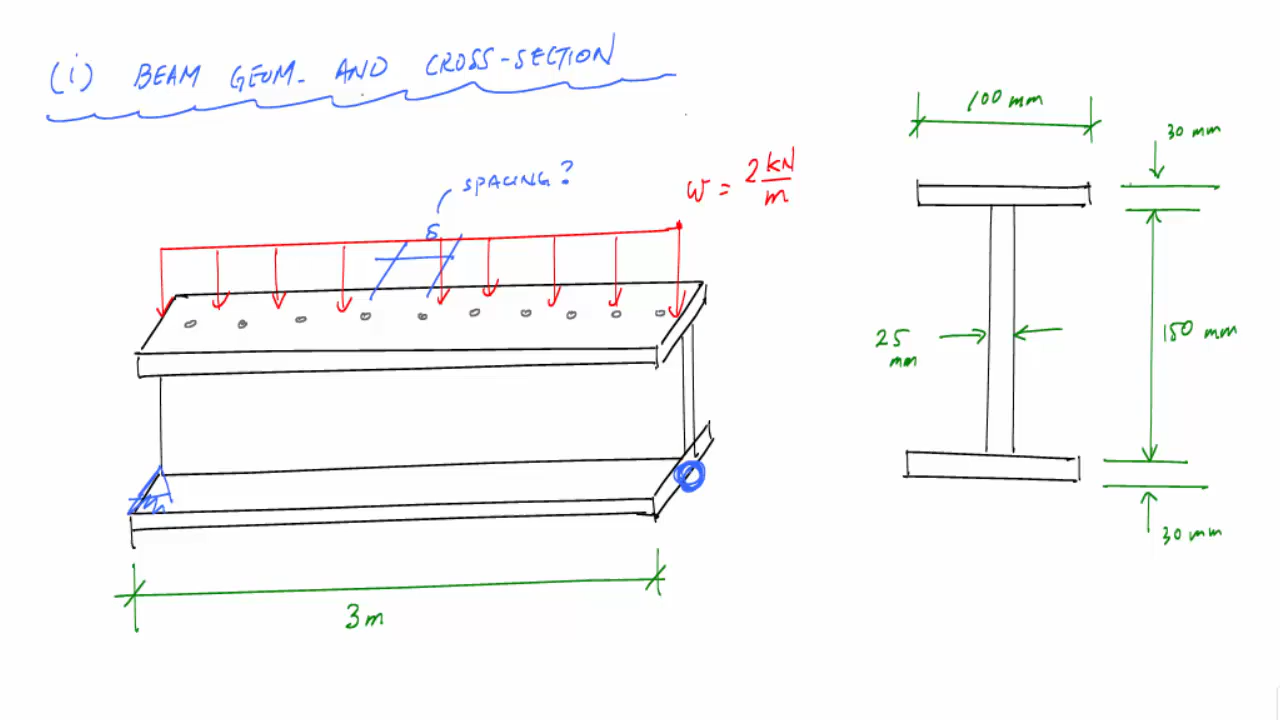 (i) BEAM GEOM. AND CROSS-SECTION
SPACING?
s
w = 2 kN/m
3m
100 mm
30 mm
25 mm
150 mm
30 mm